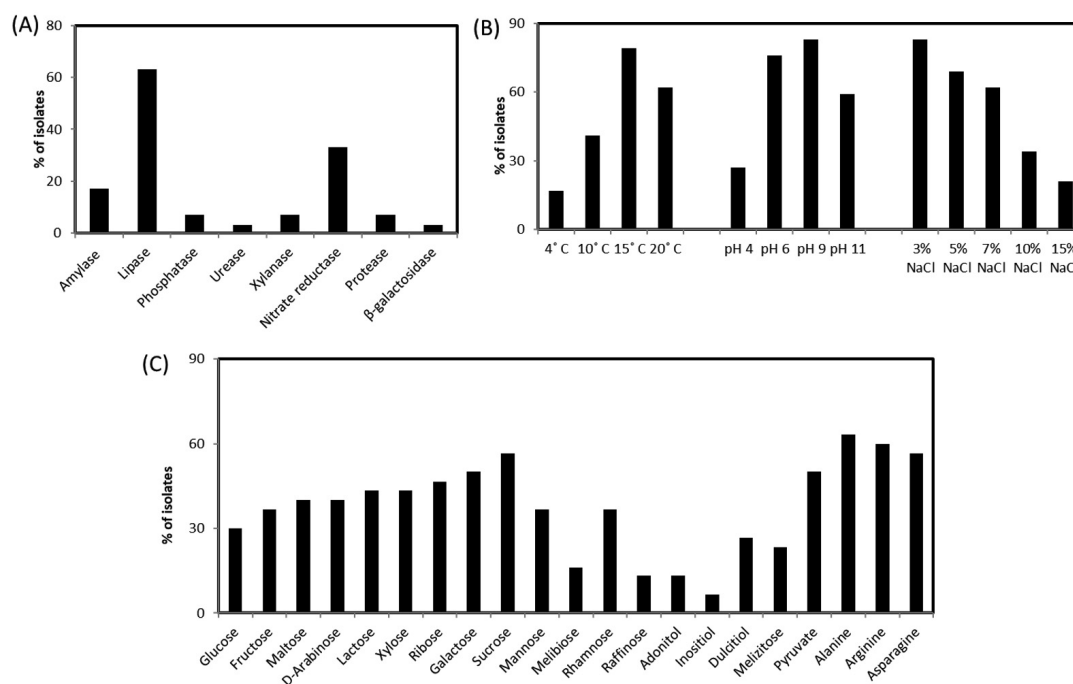 (A)
80
60
40
20
0
% of isolates
Amylase
Lipase
Phosphatase
Urease
Xylanase
Nitrate reductase
Protease
β-galactosidase
(B)
90
60
30
0
% of isolates
4° C 10° C 15° C 20° C
pH 4 pH 6 pH 9 pH 11
3% 5% 7% 10% 15%
NaCl NaCl NaCl NaCl NaC
(C)
90
60
30
0
% of isolates
Glucose
Fructose
Maltose
D-Arabinose
Lactose
Xylose
Ribose
Galactose
Sucrose
Mannose
Melibiose
Rhamnose
Raffinose
Adonitol
Inositiol
Dulcitiol
Melizitose
Pyruvate
Alanine
Arginine
Asparagine